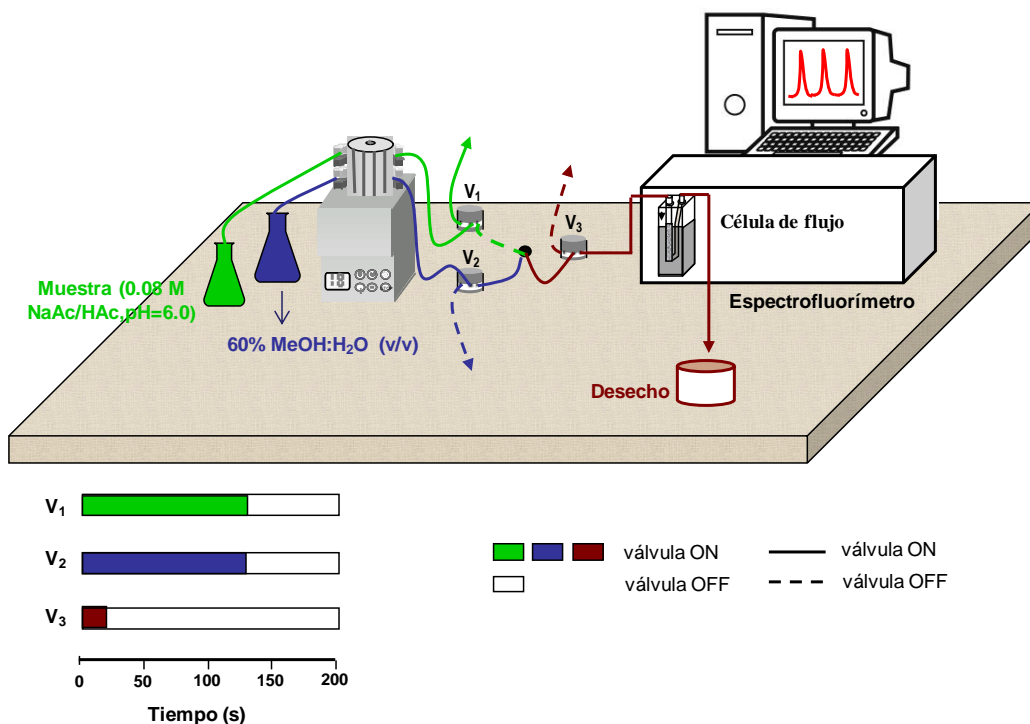 V₁
V₂
V₃
Célula de flujo
Muestra (0.08 M
NaAc/HAc,pH=6.0)
60% MeOH:H₂O (v/v)
Espectrofluorímetro
Desecho
V₁
V₂
V₃
válvula ON
válvula OFF
válvula ON
válvula OFF
0 50 100 150 200
Tiempo (s)